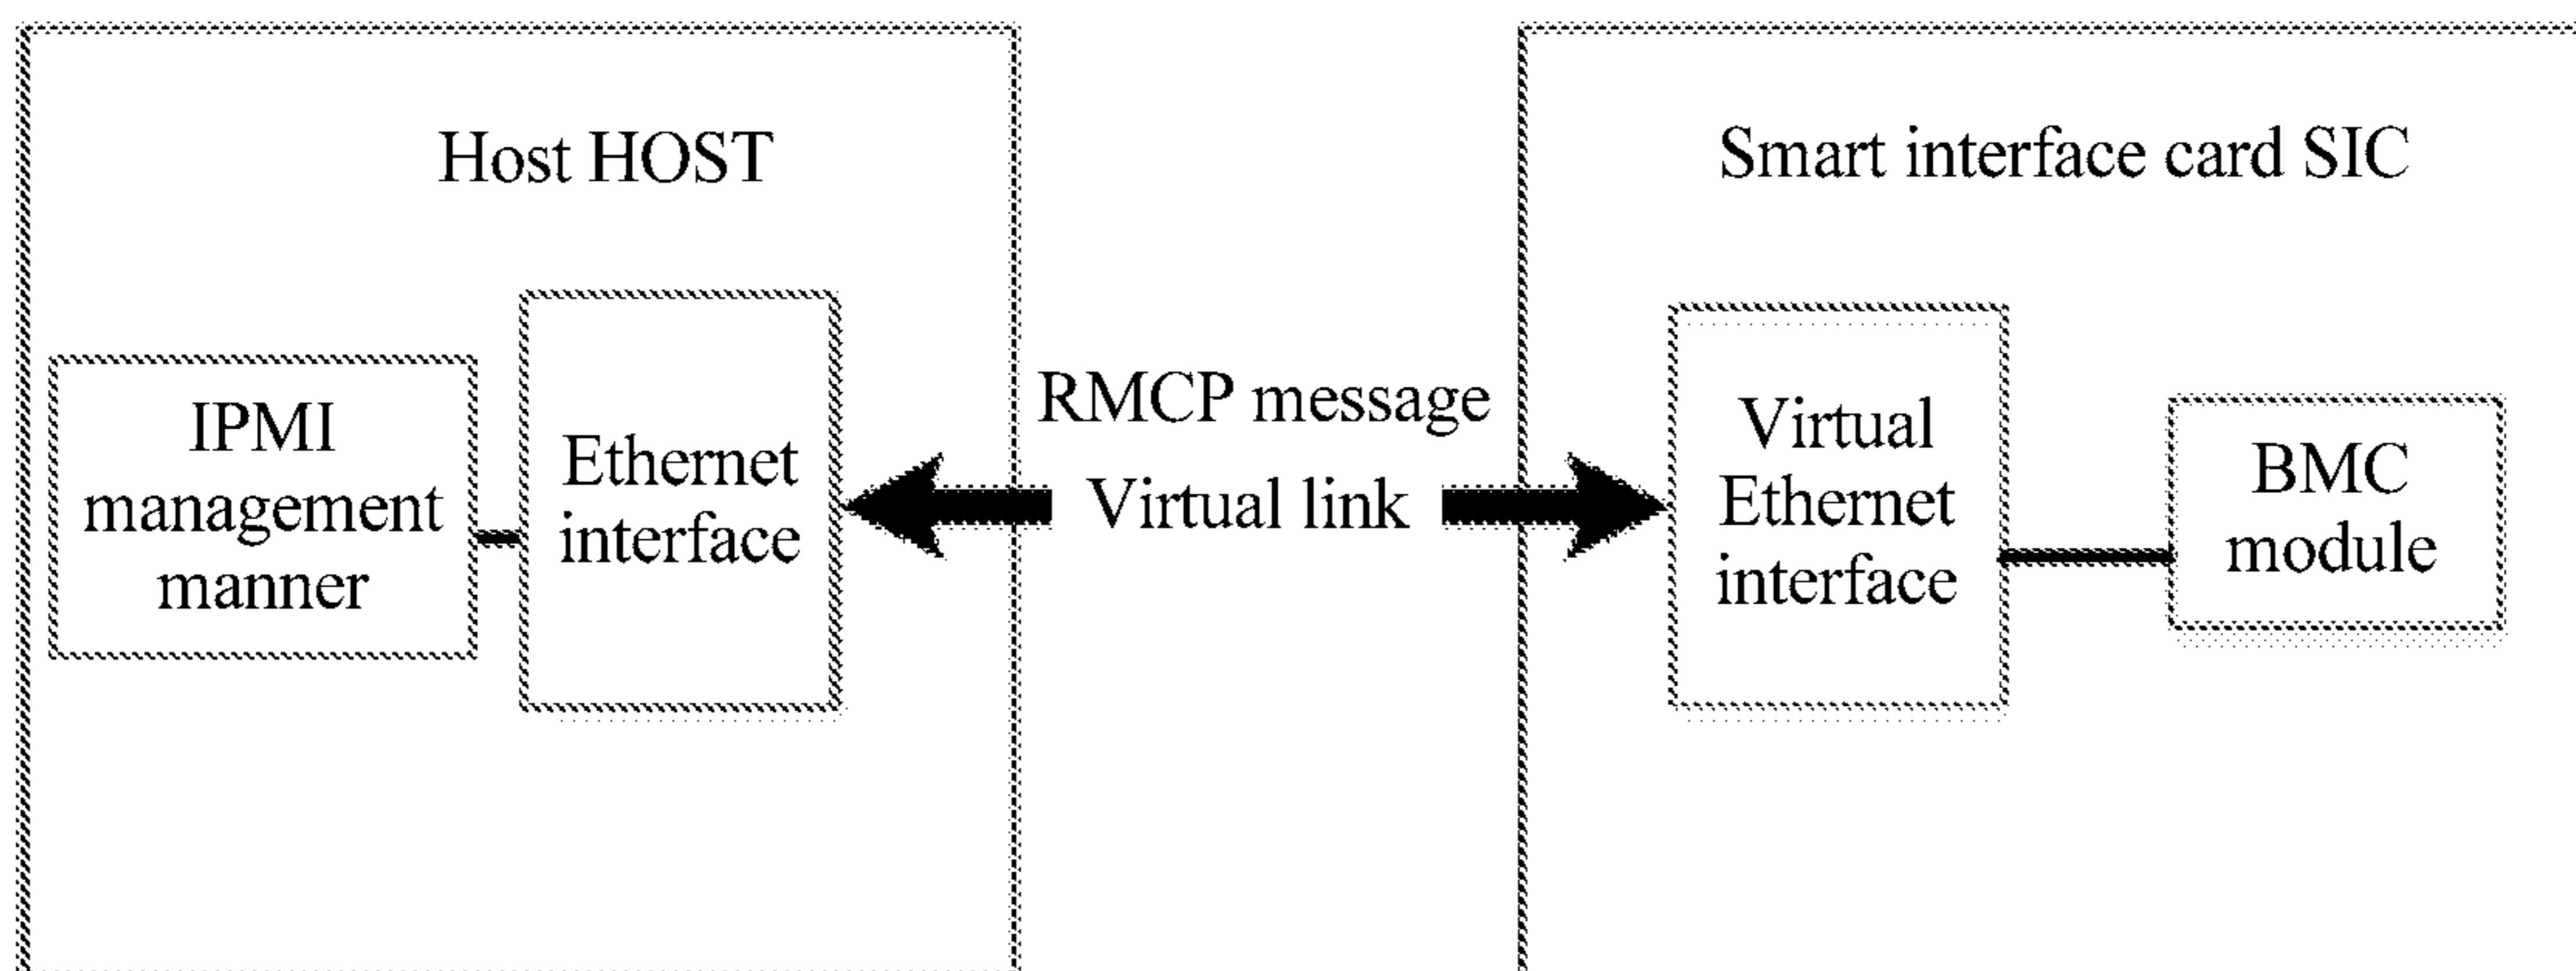 Host HOST
Smart interface card SIC
IPMI
management
manner
Ethernet
interface
RMCP message
Virtual link
Virtual
Ethernet
interface
BMC
module